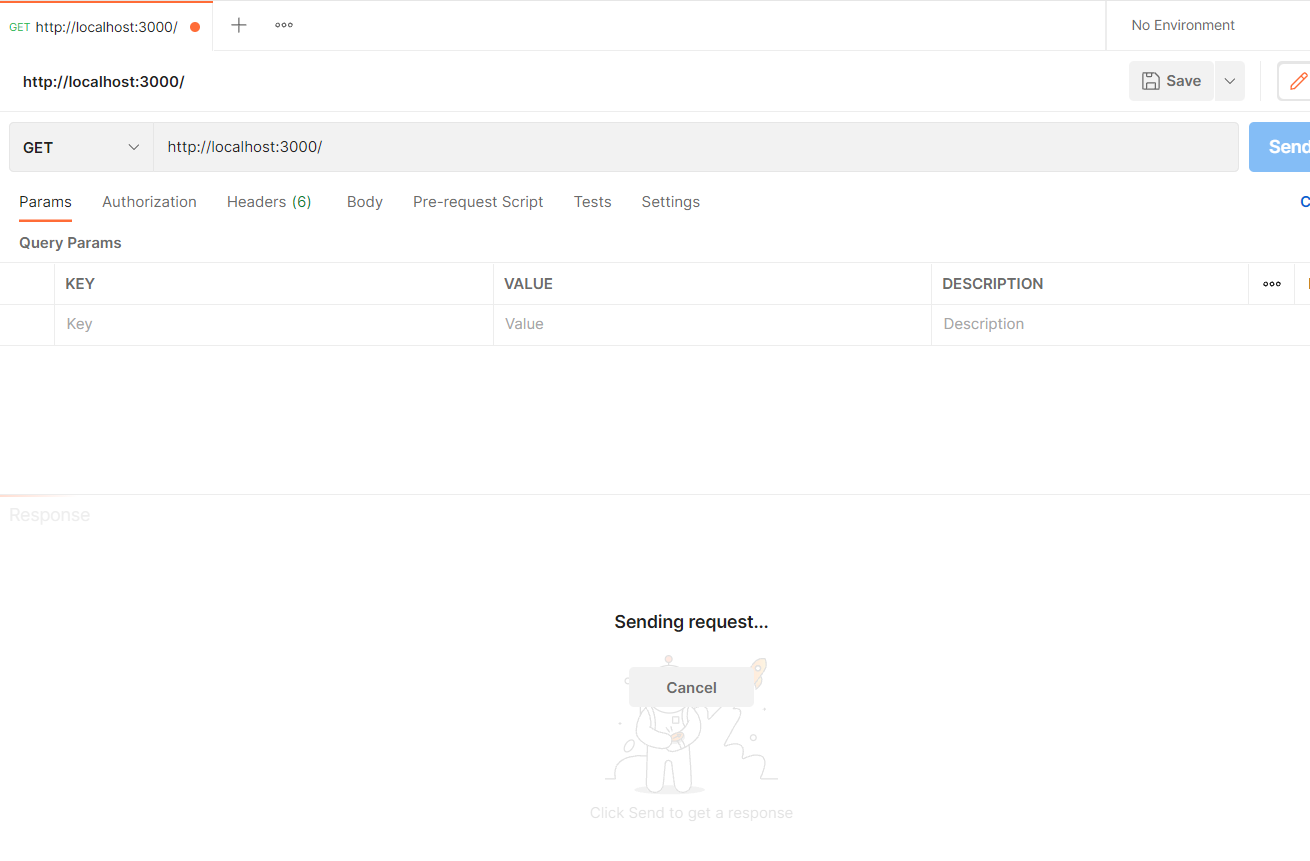 GET http://localhost:3000/
No Environment
http://localhost:3000/
Save
GET
http://localhost:3000/
Send
Params Authorization Headers (6) Body Pre-request Script Tests Settings
Query Params
KEY VALUE DESCRIPTION
Key Value Description
Response
Sending request...
Cancel
Click Send to get a response